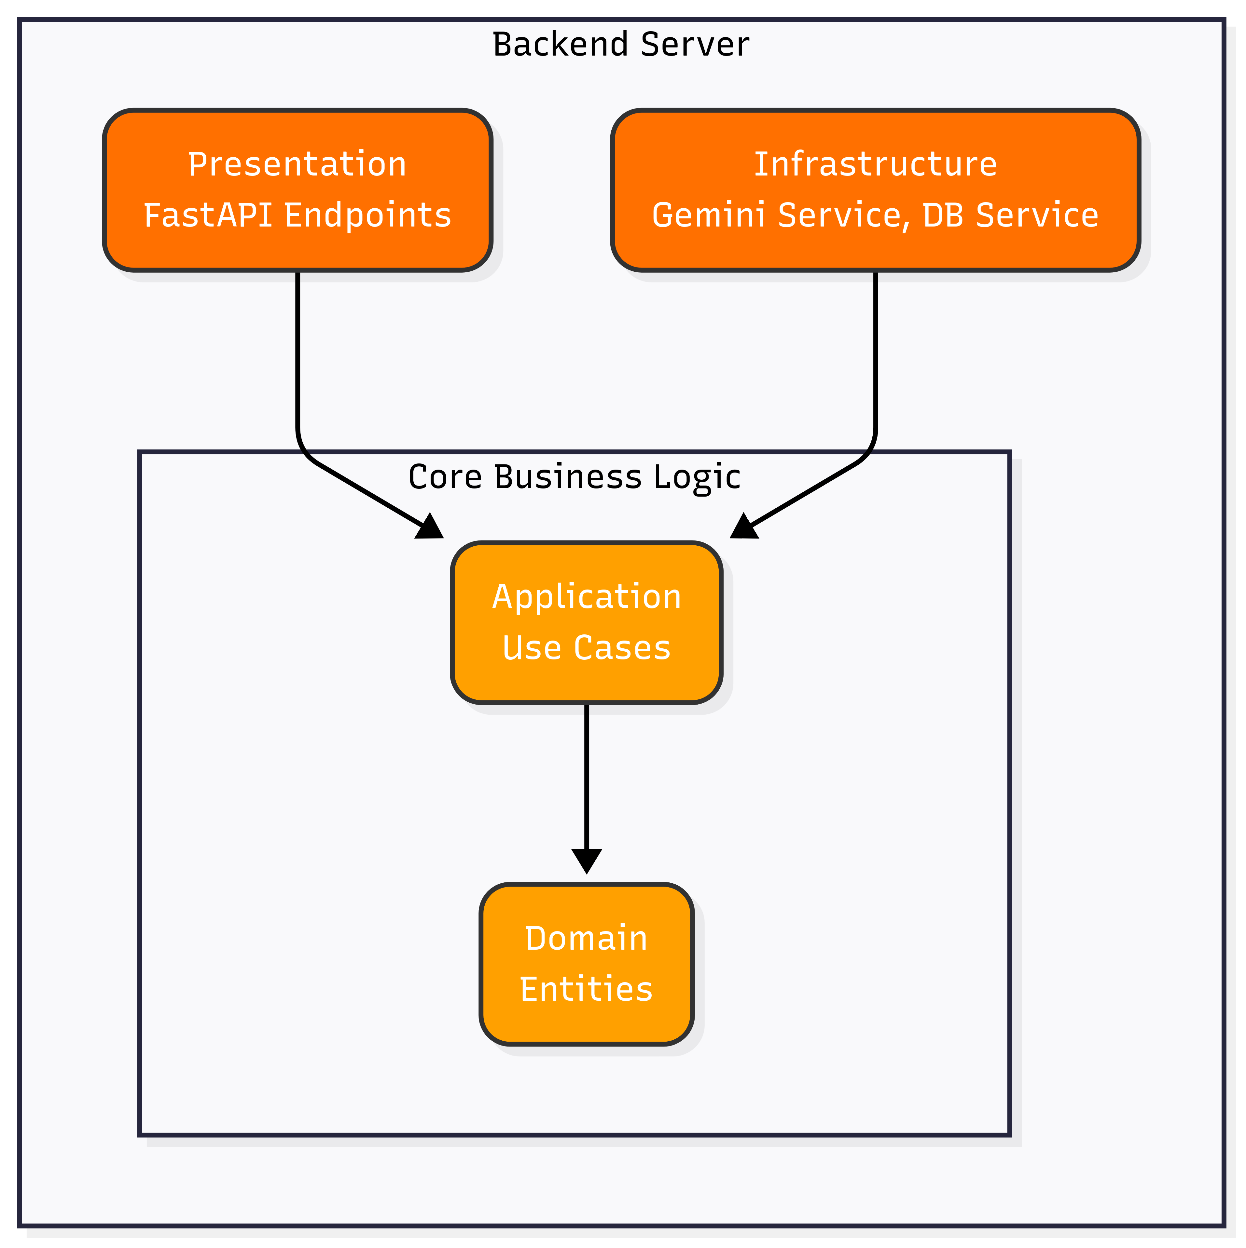 Backend Server
Presentation
FastAPI Endpoints
Infrastructure
Gemini Service, DB Service
Core Business Logic
Application
Use Cases
Domain
Entities